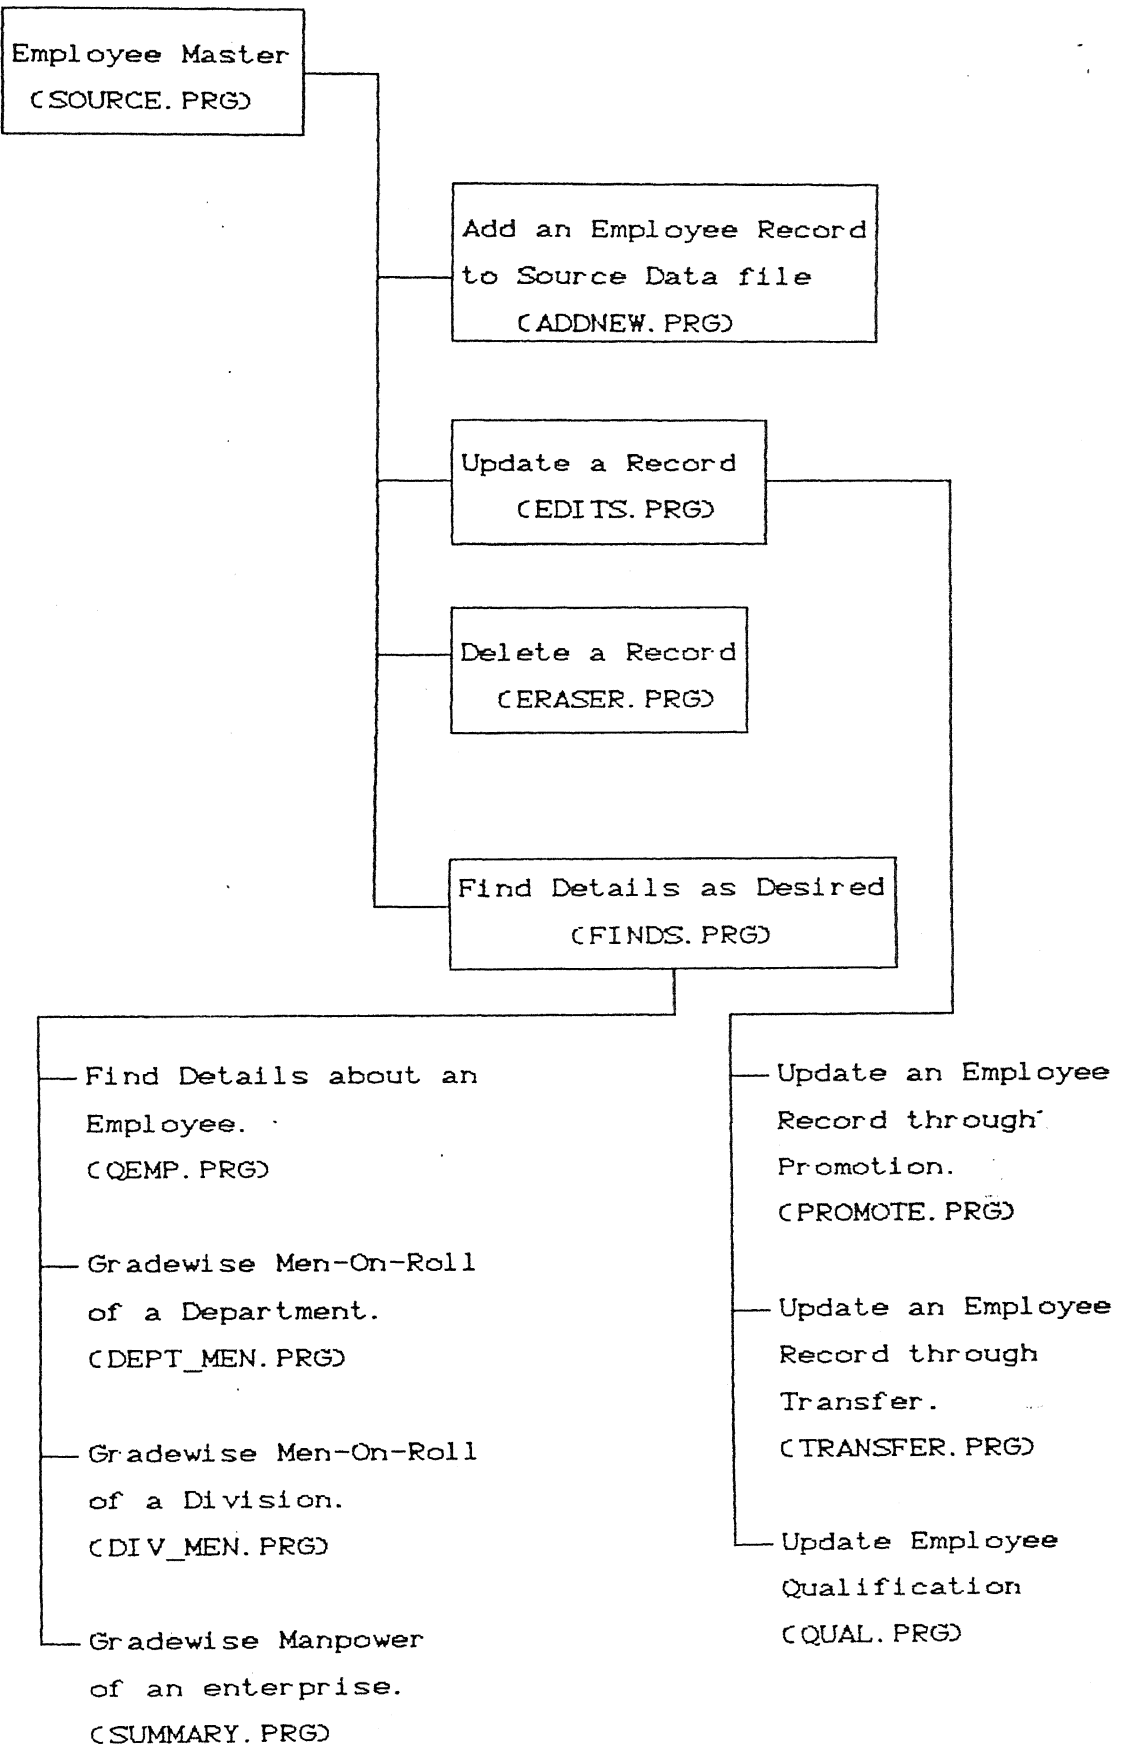 Employee Master
(SOURCE.PRG)
Add an Employee Record
to Source Data file
(ADDNEW.PRG)
Update a Record
(EDITS.PRG)
Delete a Record
(ERASER.PRG)
Find Details as Desired
(FINDS.PRG)
Find Details about an
Employee.
(QEMP.PRG)
Gradewise Men-On-Roll
of a Department.
(DEPT_MEN.PRG)
Gradewise Men-On-Roll
of a Division.
(DIV_MEN.PRG)
Gradewise Manpower
of an enterprise.
(SUMMARY.PRG)
Update an Employee
Record through
Promotion.
(PROMOTE.PRG)
Update an Employee
Record through
Transfer.
(TRANSFER.PRG)
Update Employee
Qualification
(QUAL.PRG)